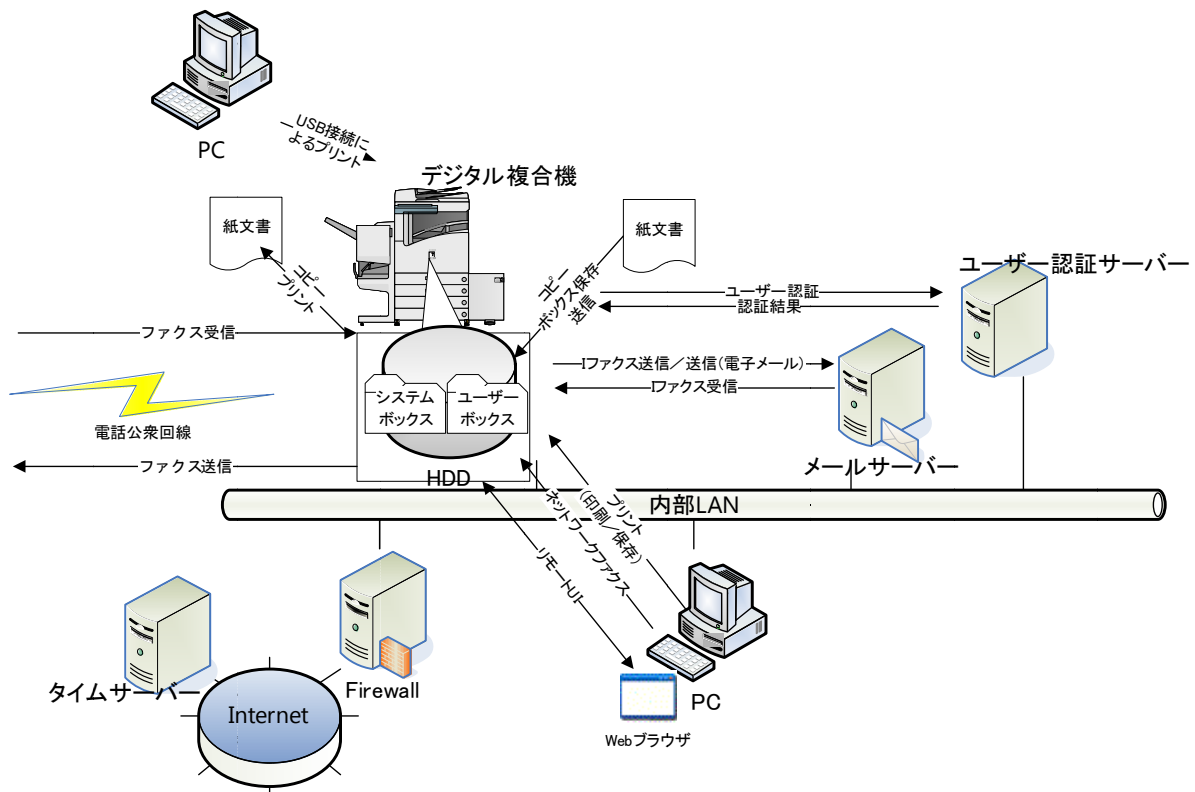 PC
USB接続に
よるプリント
デジタル複合機
紙文書
紙文書
コピー
プリント
コピー
ボックス保存
送信
ユーザー認証サーバー
ユーザー認証
認証結果
ファクス受信
Iファクス送信/送信(電子メール)
Iファクス受信
システム
ボックス
ユーザー
ボックス
電話公衆回線
ファクス送信
HDD
メールサーバー
内部LAN
プリント
(印刷/保存)
ネットワークファクス
リモートUI
タイムサーバー
Firewall
Internet
PC
Webブラウザ